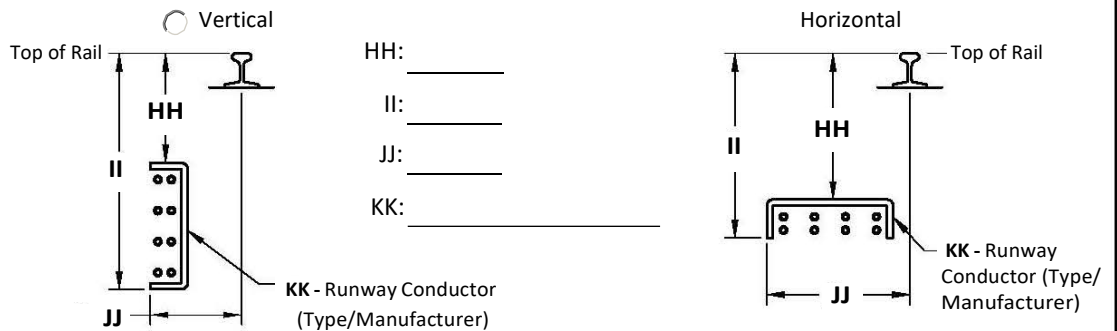 Vertical
Top of Rail
HH
II
JJ
KK - Runway Conductor
(Type/Manufacturer)
HH:
II:
JJ:
KK:
Horizontal
Top of Rail
HH
II
JJ
KK - Runway
Conductor (Type/
Manufacturer)